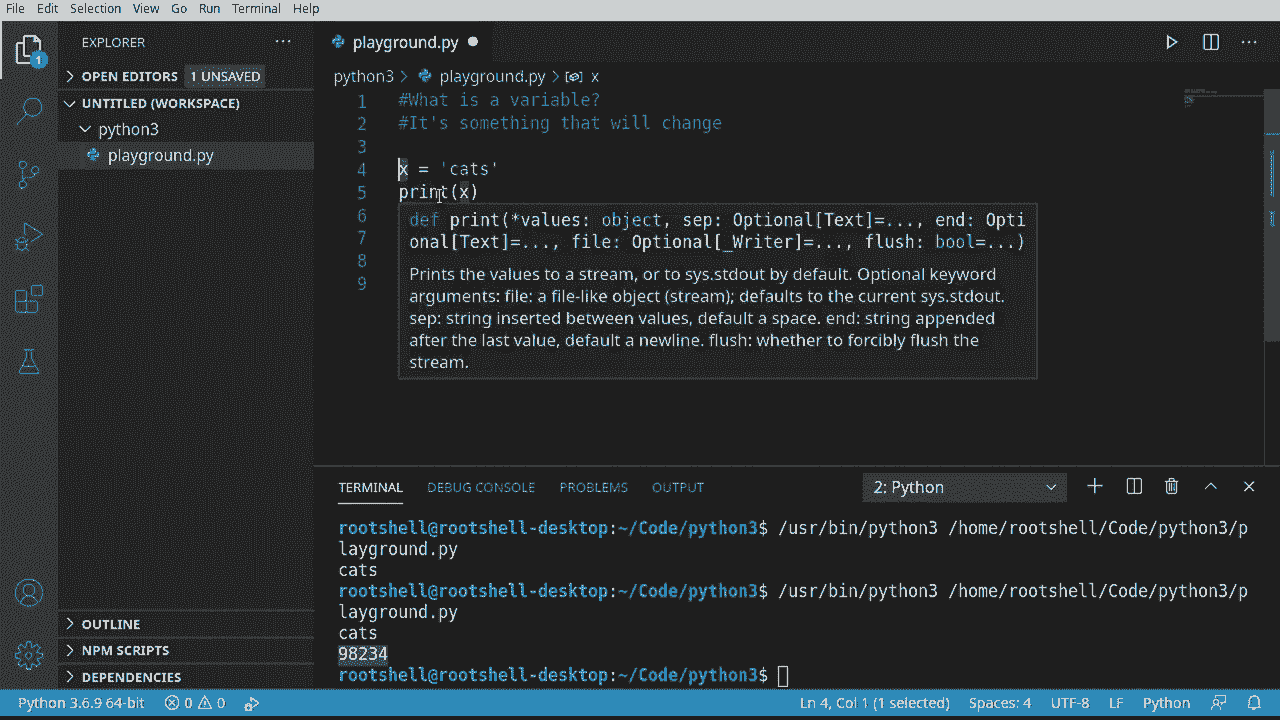 File Edit Selection View Go Run Terminal Help
EXPLORER
playground.py
1
OPEN EDITORS 1 UNSAVED
UNTITLED (WORKSPACE)
python3
playground.py
python3 > playground.py > x
1 #What is a variable?
2 #It's something that will change
3
4 x = 'cats'
5 print(x)
6
7
8
9
def print(*values: object, sep: Optional[Text]=..., end: Opti
onal[Text]=..., file: Optional[_Writer]=..., flush: bool=...)
Prints the values to a stream, or to sys.stdout by default. Optional keyword
arguments: file: a file-like object (stream); defaults to the current sys.stdout.
sep: string inserted between values, default a space. end: string appended
after the last value, default a newline. flush: whether to forcibly flush the
stream.
TERMINAL DEBUG CONSOLE PROBLEMS OUTPUT 2: Python
rootshell@rootshell-desktop:~/Code/python3$ /usr/bin/python3 /home/rootshell/Code/python3/p
layground.py
cats
rootshell@rootshell-desktop:~/Code/python3$ /usr/bin/python3 /home/rootshell/Code/python3/p
layground.py
cats
98234
rootshell@rootshell-desktop:~/Code/python3$
OUTLINE
NPM SCRIPTS
DEPENDENCIES
Python 3.6.9 64-bit 0 0 Ln 4, Col 1 (1 selected) Spaces: 4 UTF-8 LF Python